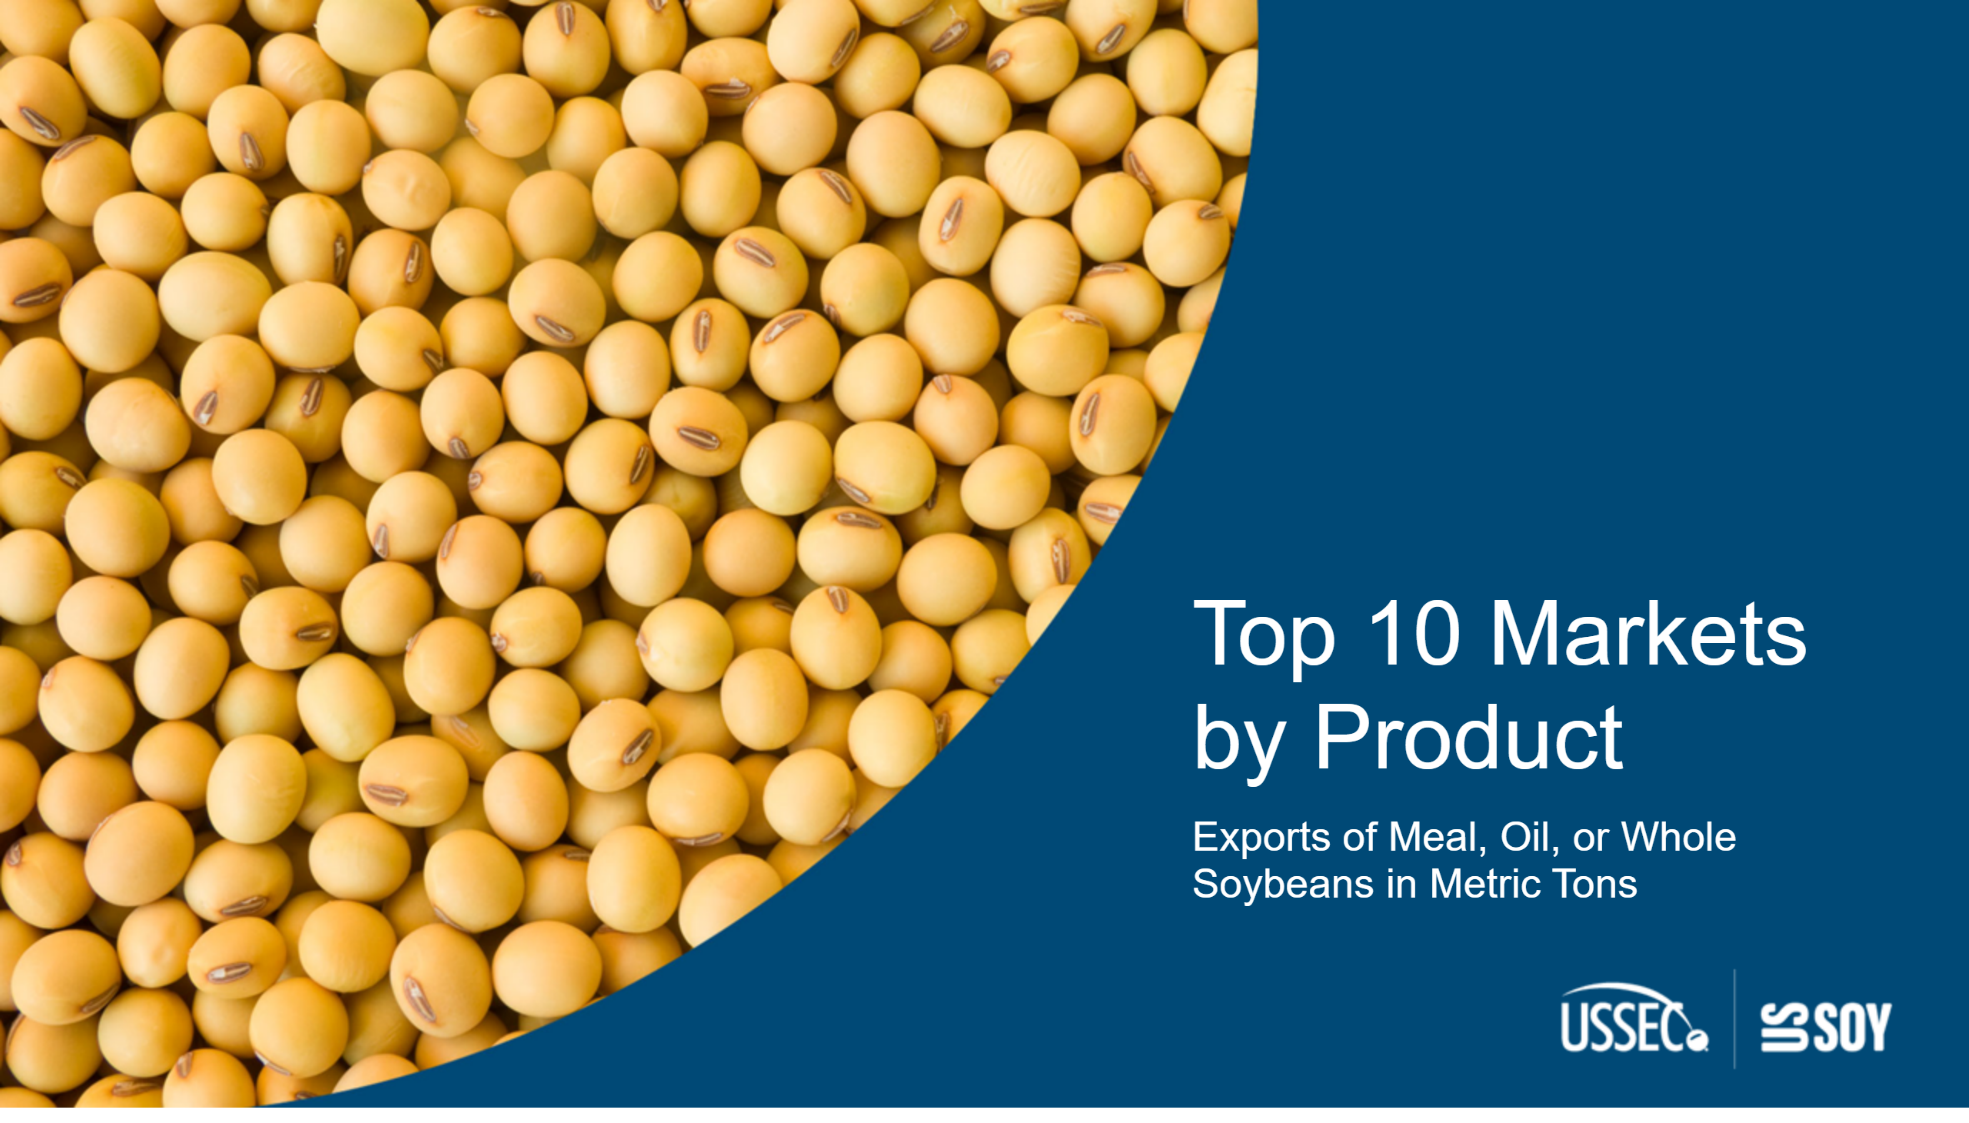 Top 10 Markets
by Product
Exports of Meal, Oil, or Whole
Soybeans in Metric Tons
USSEC
US SOY